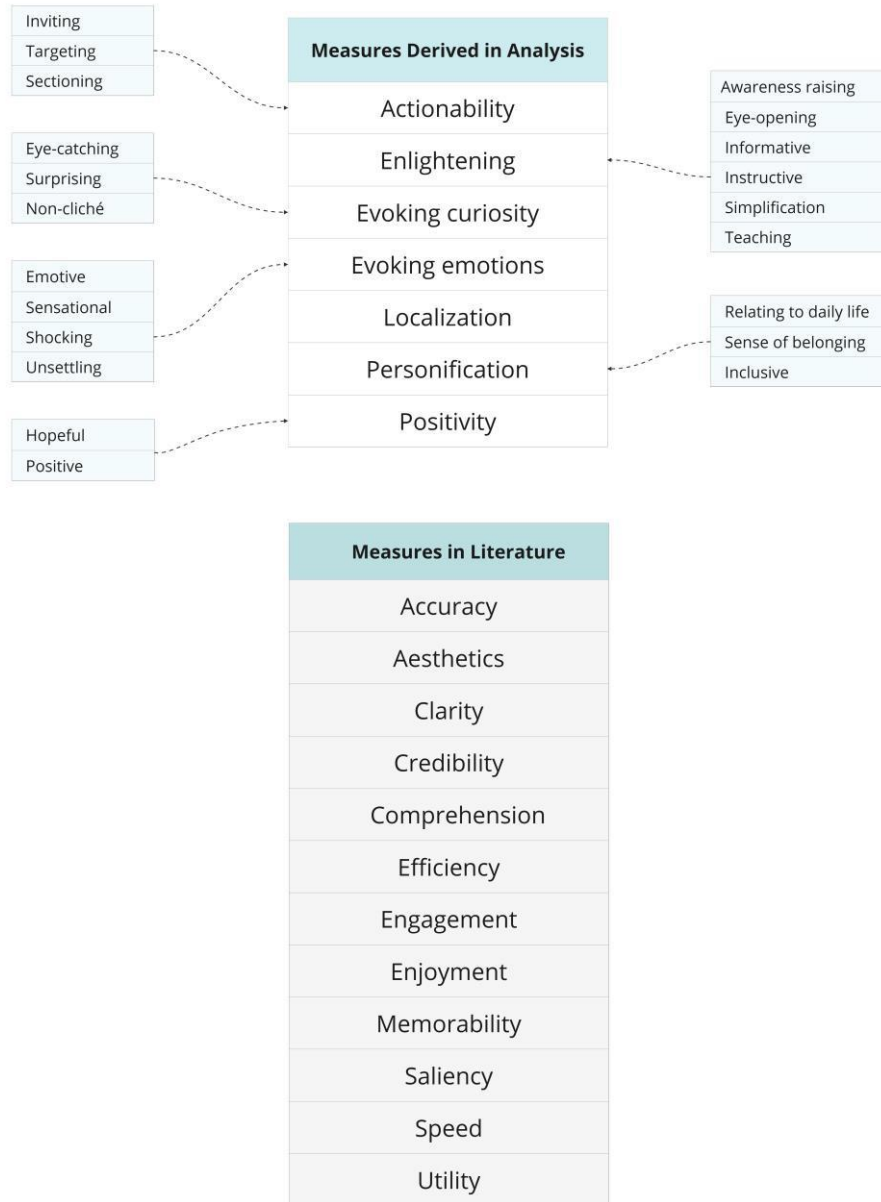 Inviting
Targeting
Sectioning
Eye-catching
Surprising
Non-cliché
Emotive
Sensational
Shocking
Unsettling
Hopeful
Positive
Measures Derived in Analysis
Actionability
Enlightening
Evoking curiosity
Evoking emotions
Localization
Personification
Positivity
Awareness raising
Eye-opening
Informative
Instructive
Simplification
Teaching
Relating to daily life
Sense of belonging
Inclusive
Measures in Literature
Accuracy
Aesthetics
Clarity
Credibility
Comprehension
Efficiency
Engagement
Enjoyment
Memorability
Saliency
Speed
Utility